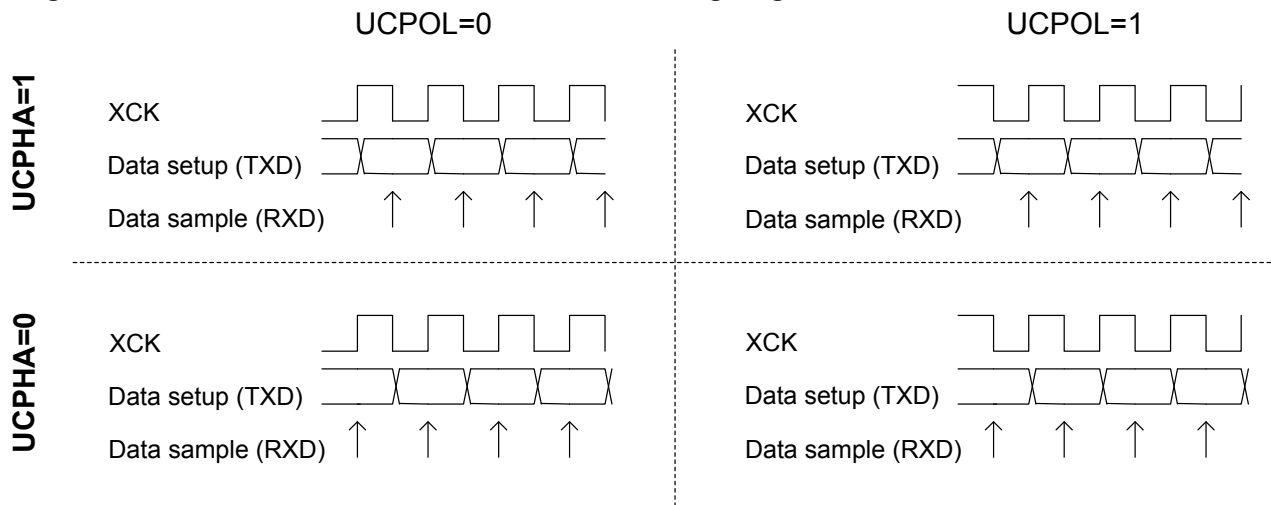 UCPOL=0 UCPOL=1
UCPHA=1
XCK
Data setup (TXD)
Data sample (RXD)
XCK
Data setup (TXD)
Data sample (RXD)
UCPHA=0
XCK
Data setup (TXD)
Data sample (RXD)
XCK
Data setup (TXD)
Data sample (RXD)